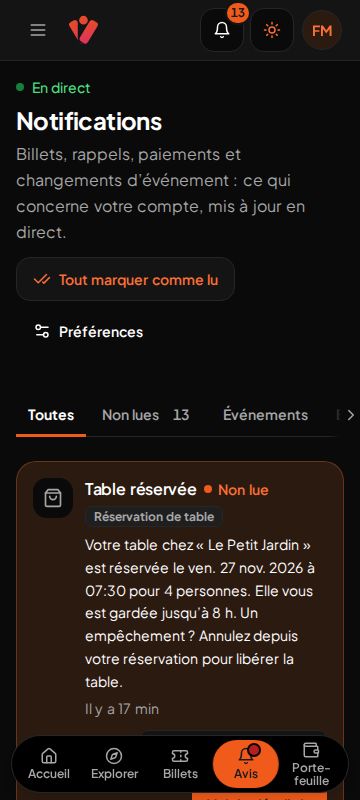 13
FM
En direct
Notifications
Billets, rappels, paiements et
changements d’événement : ce qui
concerne votre compte, mis à jour en
direct.
Tout marquer comme lu
Préférences
Toutes
Non lues 13
Événements
Table réservée
Non lue
Réservation de table
Votre table chez « Le Petit Jardin »
est réservée le ven. 27 nov. 2026 à
07:30 pour 4 personnes. Elle vous
est gardée jusqu’à 8 h. Un
empêchement ? Annulez depuis
votre réservation pour libérer la
table.
Il y a 17 min
Accueil
Explorer
Billets
Avis
Porte-
feuille